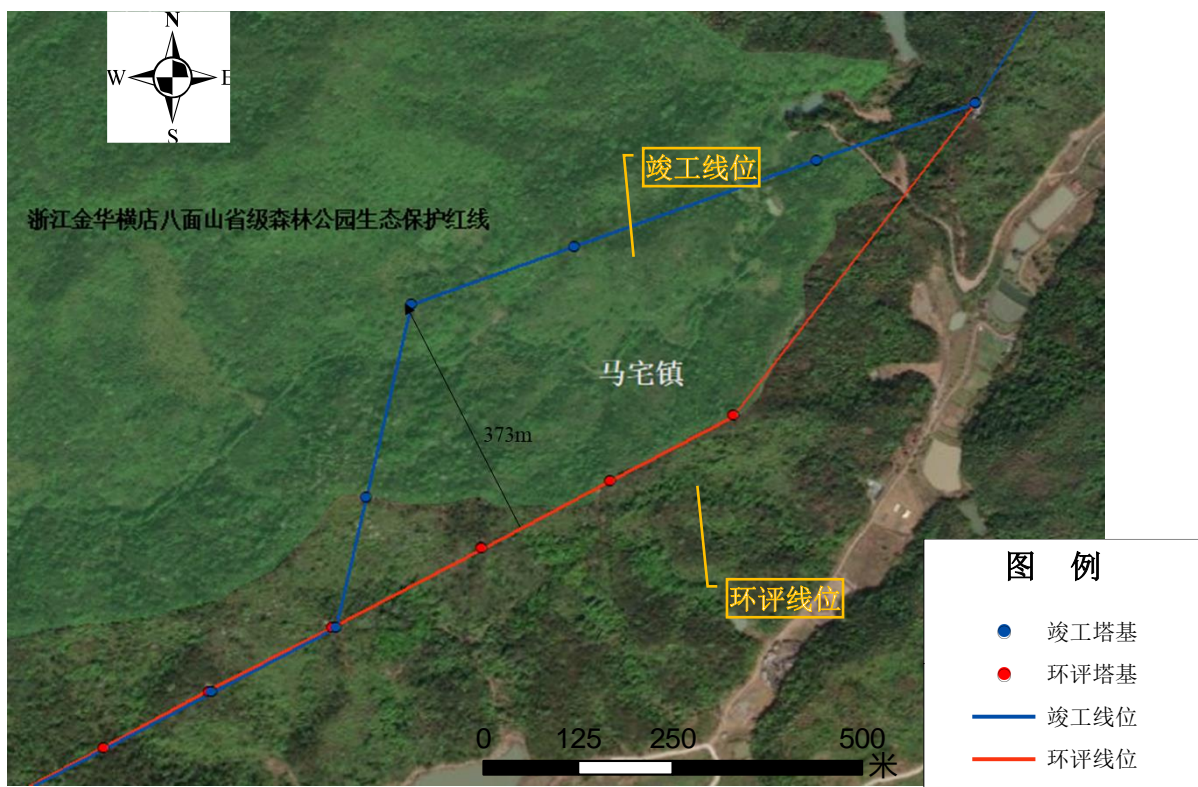 N
W E
S
竣工线位
浙江金华横店八面山省级森林公园生态保护红线
马宅镇
373m
环评线位
0 125 250 500
米
图 例
竣工塔基
环评塔基
竣工线位
环评线位